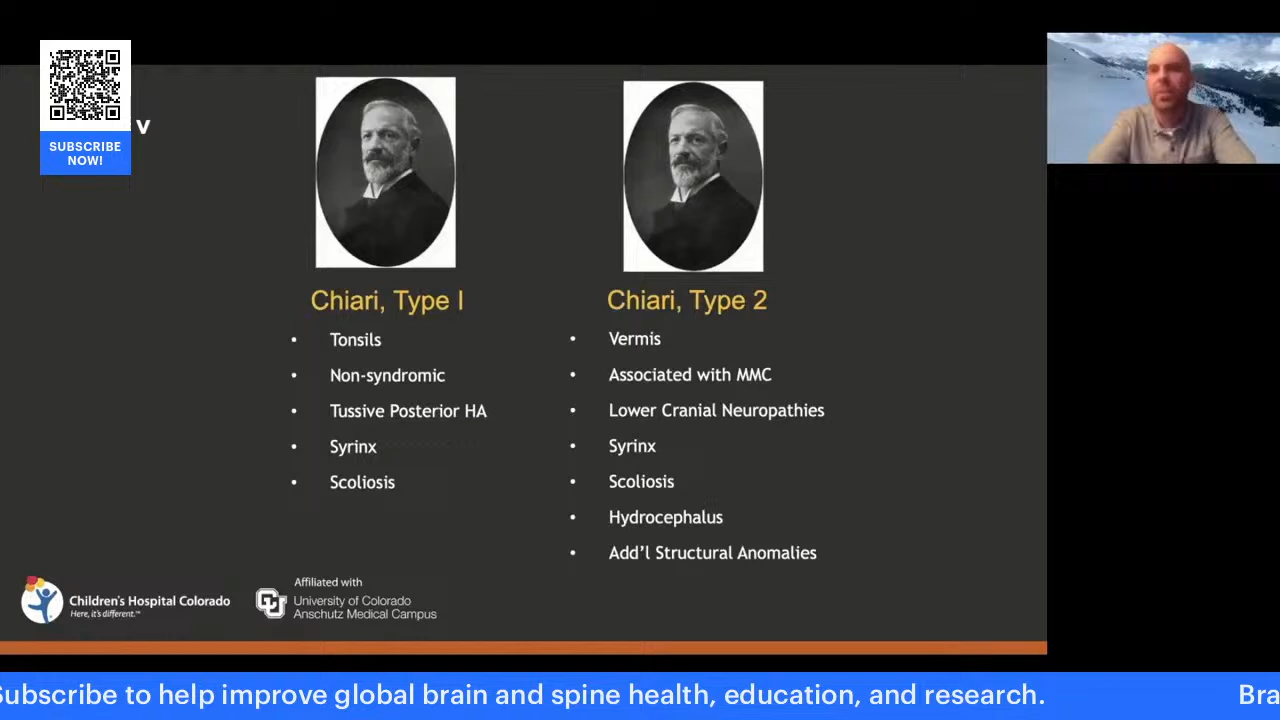 v
SUBSCRIBE
NOW!
Chiari, Type I
• Tonsils
• Non-syndromic
• Tussive Posterior HA
• Syrinx
• Scoliosis
Chiari, Type 2
• Vermis
• Associated with MMC
• Lower Cranial Neuropathies
• Syrinx
• Scoliosis
• Hydrocephalus
• Add'l Structural Anomalies
Children's Hospital Colorado
Here, it's different.™
Affiliated with
CU
University of Colorado
Anschutz Medical Campus
Subscribe to help improve global brain and spine health, education, and research.
Bra